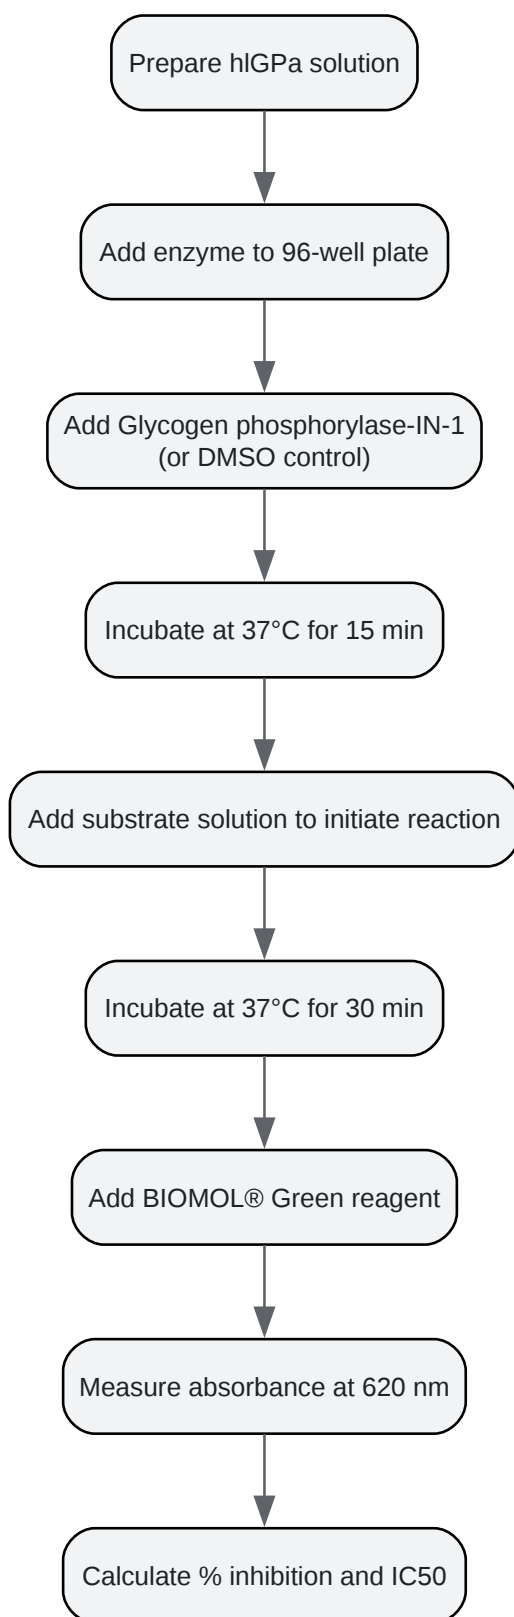 Prepare hlGPa solution
Add enzyme to 96-well plate
Add Glycogen phosphorylase-IN-1
(or DMSO control)
Incubate at 37°C for 15 min
Add substrate solution to initiate reaction
Incubate at 37°C for 30 min
Add BIOMOL® Green reagent
Measure absorbance at 620 nm
Calculate % inhibition and IC50